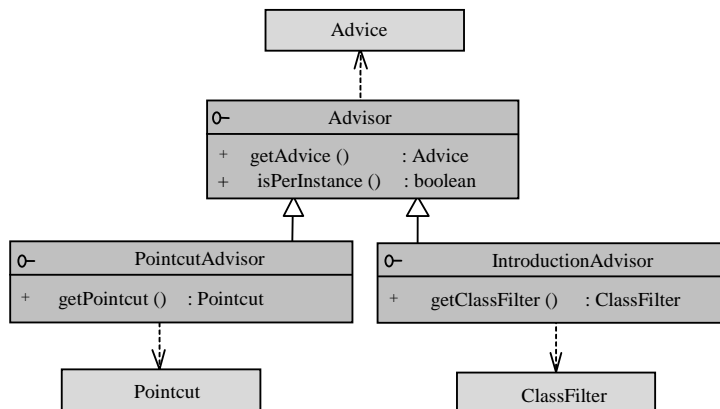 Advice
Advisor
+ getAdvice () : Advice
+ isPerInstance () : boolean
PointcutAdvisor
+ getPointcut () : Pointcut
IntroductionAdvisor
+ getClassFilter () : ClassFilter
Pointcut
ClassFilter